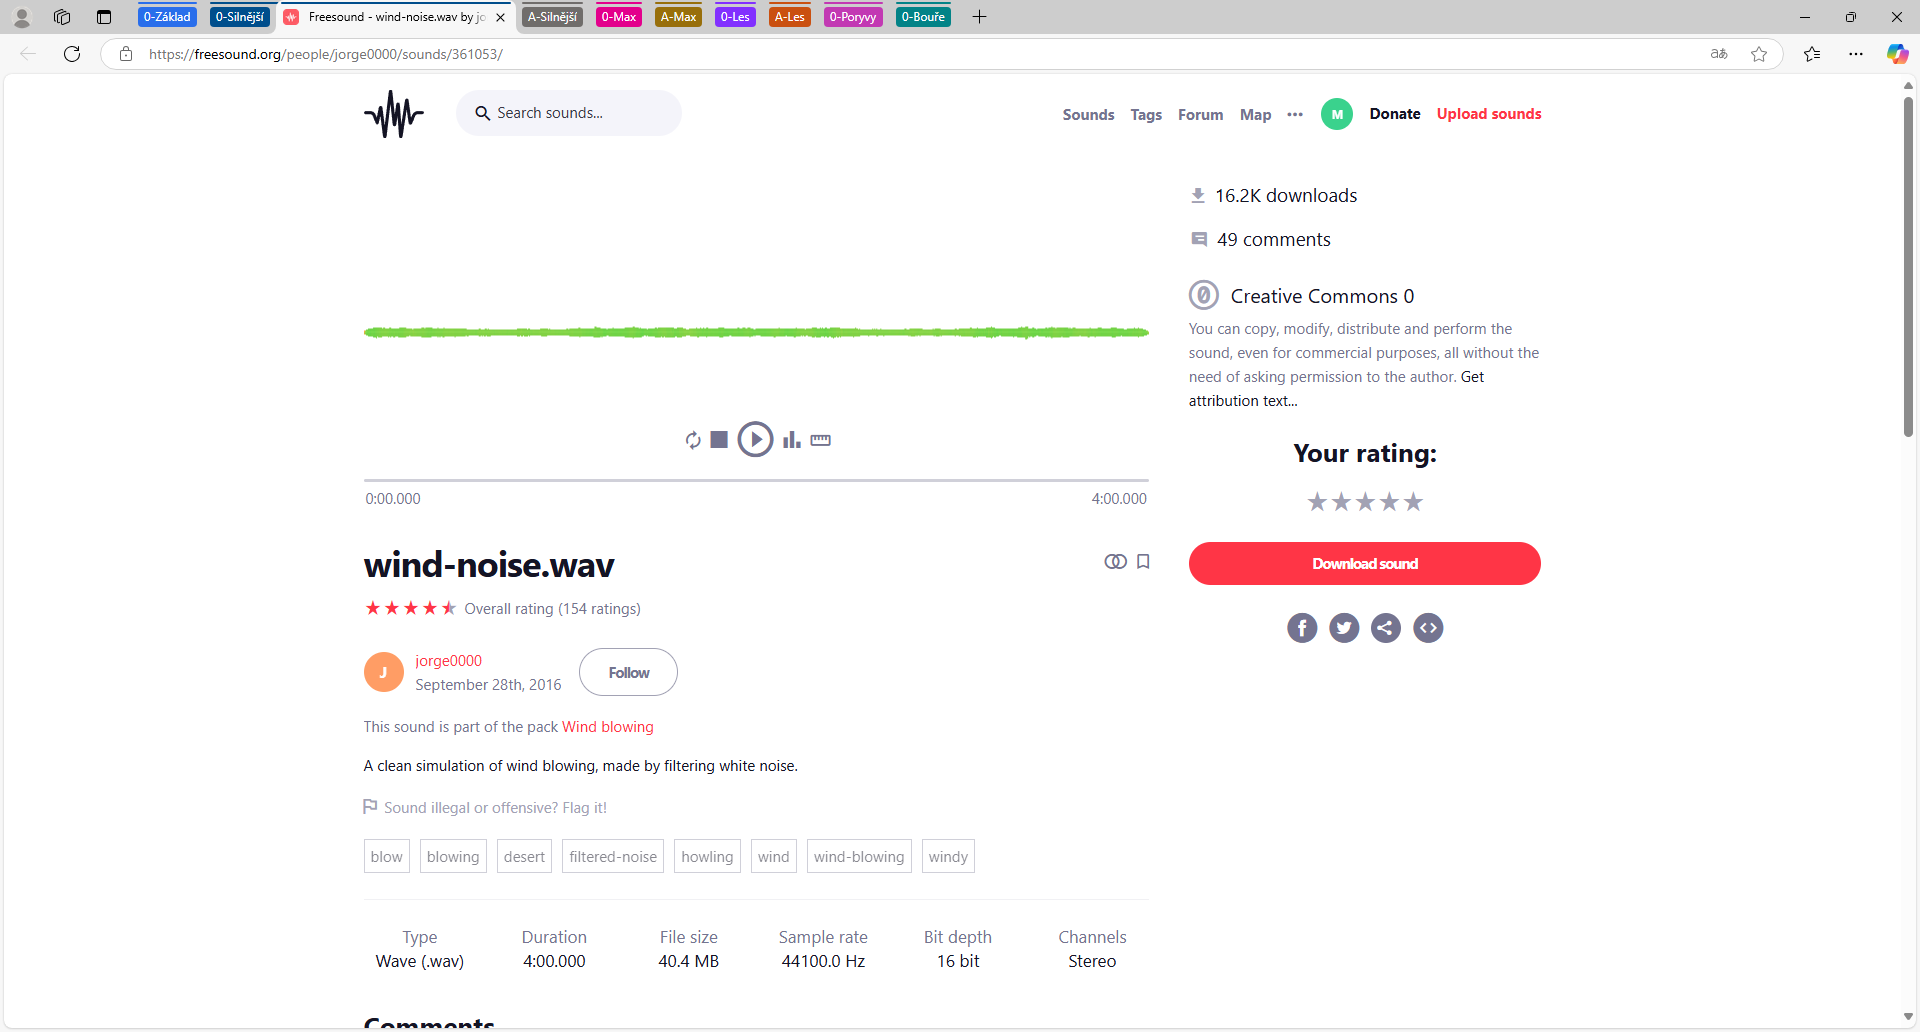 0-Základ
0-Silnější
Freesound - wind-noise.wav by jo
A-Silnější
0-Max
A-Max
0-Les
A-Les
0-Poryvy
0-Bouře
https://freesound.org/people/jorge0000/sounds/361053/
Search sounds...
Sounds
Tags
Forum
Map
M
Donate
Upload sounds
16.2K downloads
49 comments
Creative Commons 0
You can copy, modify, distribute and perform the
sound, even for commercial purposes, all without the
need of asking permission to the author. Get
attribution text...
0:00.000
4:00.000
Your rating:
Download sound
wind-noise.wav
Overall rating (154 ratings)
J
jorge0000
September 28th, 2016
Follow
This sound is part of the pack Wind blowing
A clean simulation of wind blowing, made by filtering white noise.
Sound illegal or offensive? Flag it!
blow
blowing
desert
filtered-noise
howling
wind
wind-blowing
windy
Type
Wave (.wav)
Duration
4:00.000
File size
40.4 MB
Sample rate
44100.0 Hz
Bit depth
16 bit
Channels
Stereo
Comments